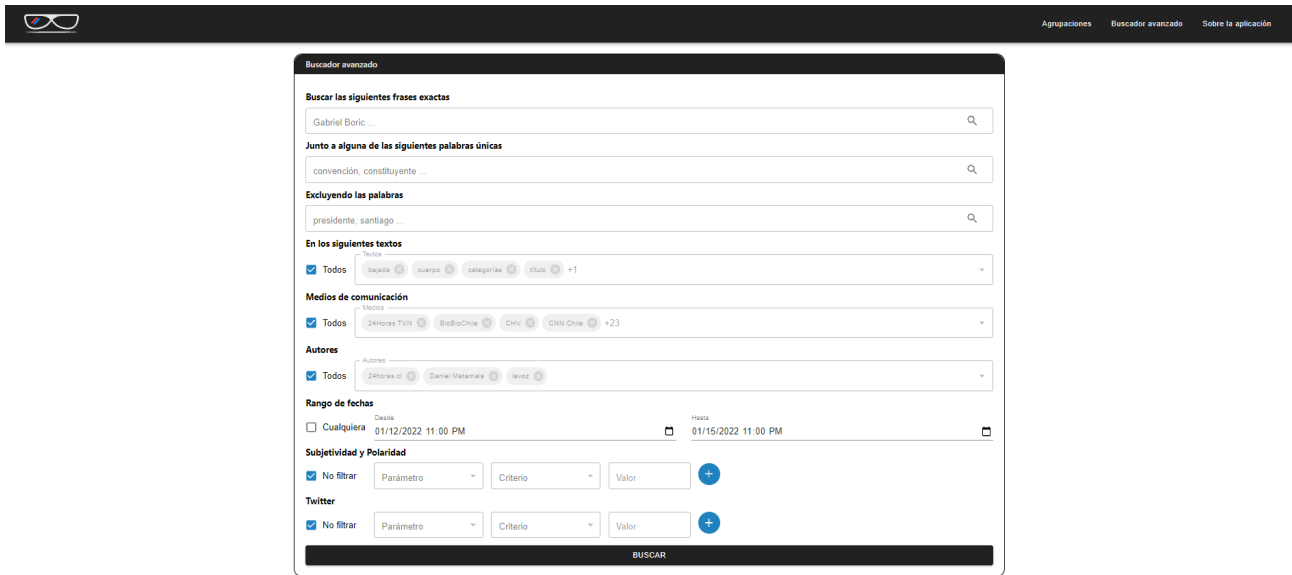 Agrupaciones Buscador avanzado Sobre la aplicación
Buscador avanzado
Buscar las siguientes frases exactas
Gabriel Boric ...
Junto a alguna de las siguientes palabras únicas
convención, constituyente ...
Excluyendo las palabras
presidente, santiago ...
En los siguientes textos
Textos
Todos bajada cuerpo categorías título +1
Medios de comunicación
Medios
Todos 24Horas TVN BioBioChile CHV CNN Chile +23
Autores
Autores
Todos 24horas.cl Daniel Matamala lavoz
Rango de fechas
Desde Hasta
Cualquiera 01/12/2022 11:00 PM 01/15/2022 11:00 PM
Subjetividad y Polaridad
No filtrar Parámetro Criterio Valor +
Twitter
No filtrar Parámetro Criterio Valor +
BUSCAR